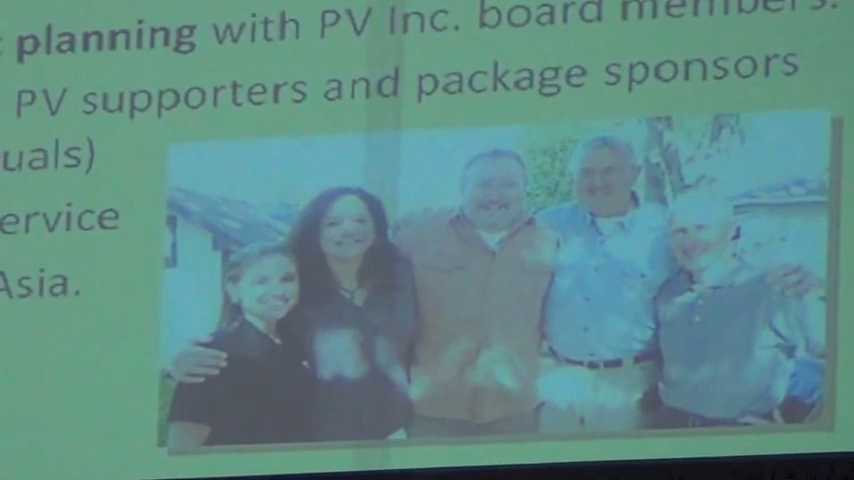 planning with PV Inc. board members.
PV supporters and package sponsors
uals)
ervice
Asia.